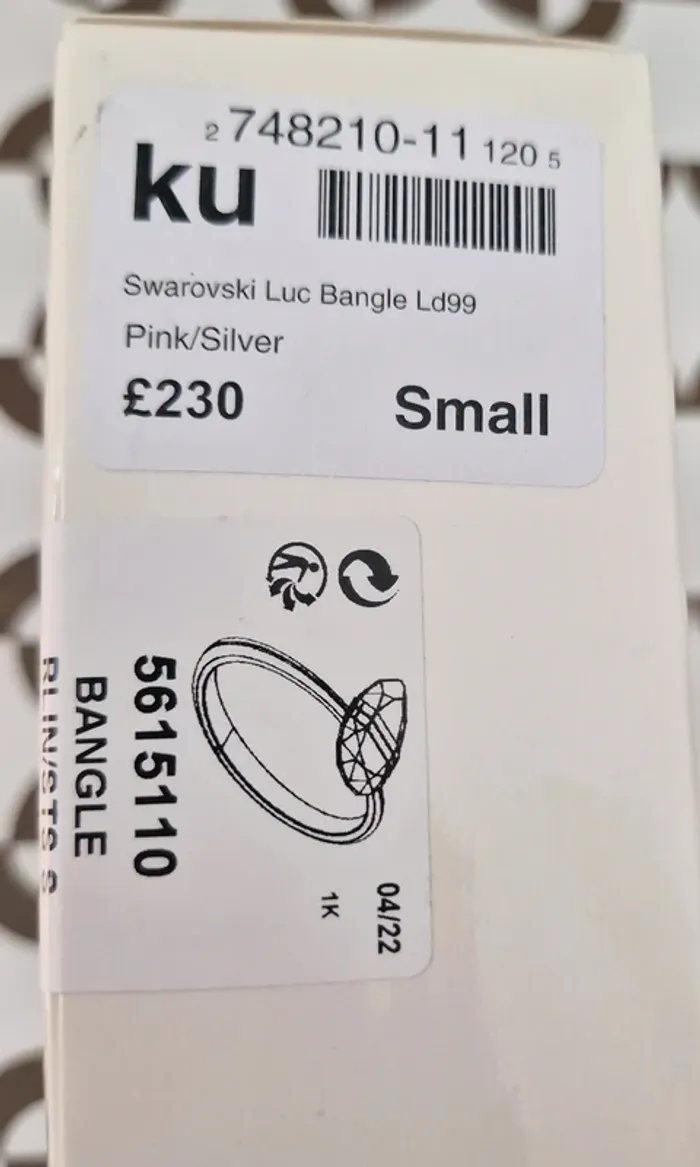 2 748210-11 120 5
ku
Swarovski Luc Bangle Ld99
Pink/Silver
£230 Small
5615110
BANGLE
04/22
1K